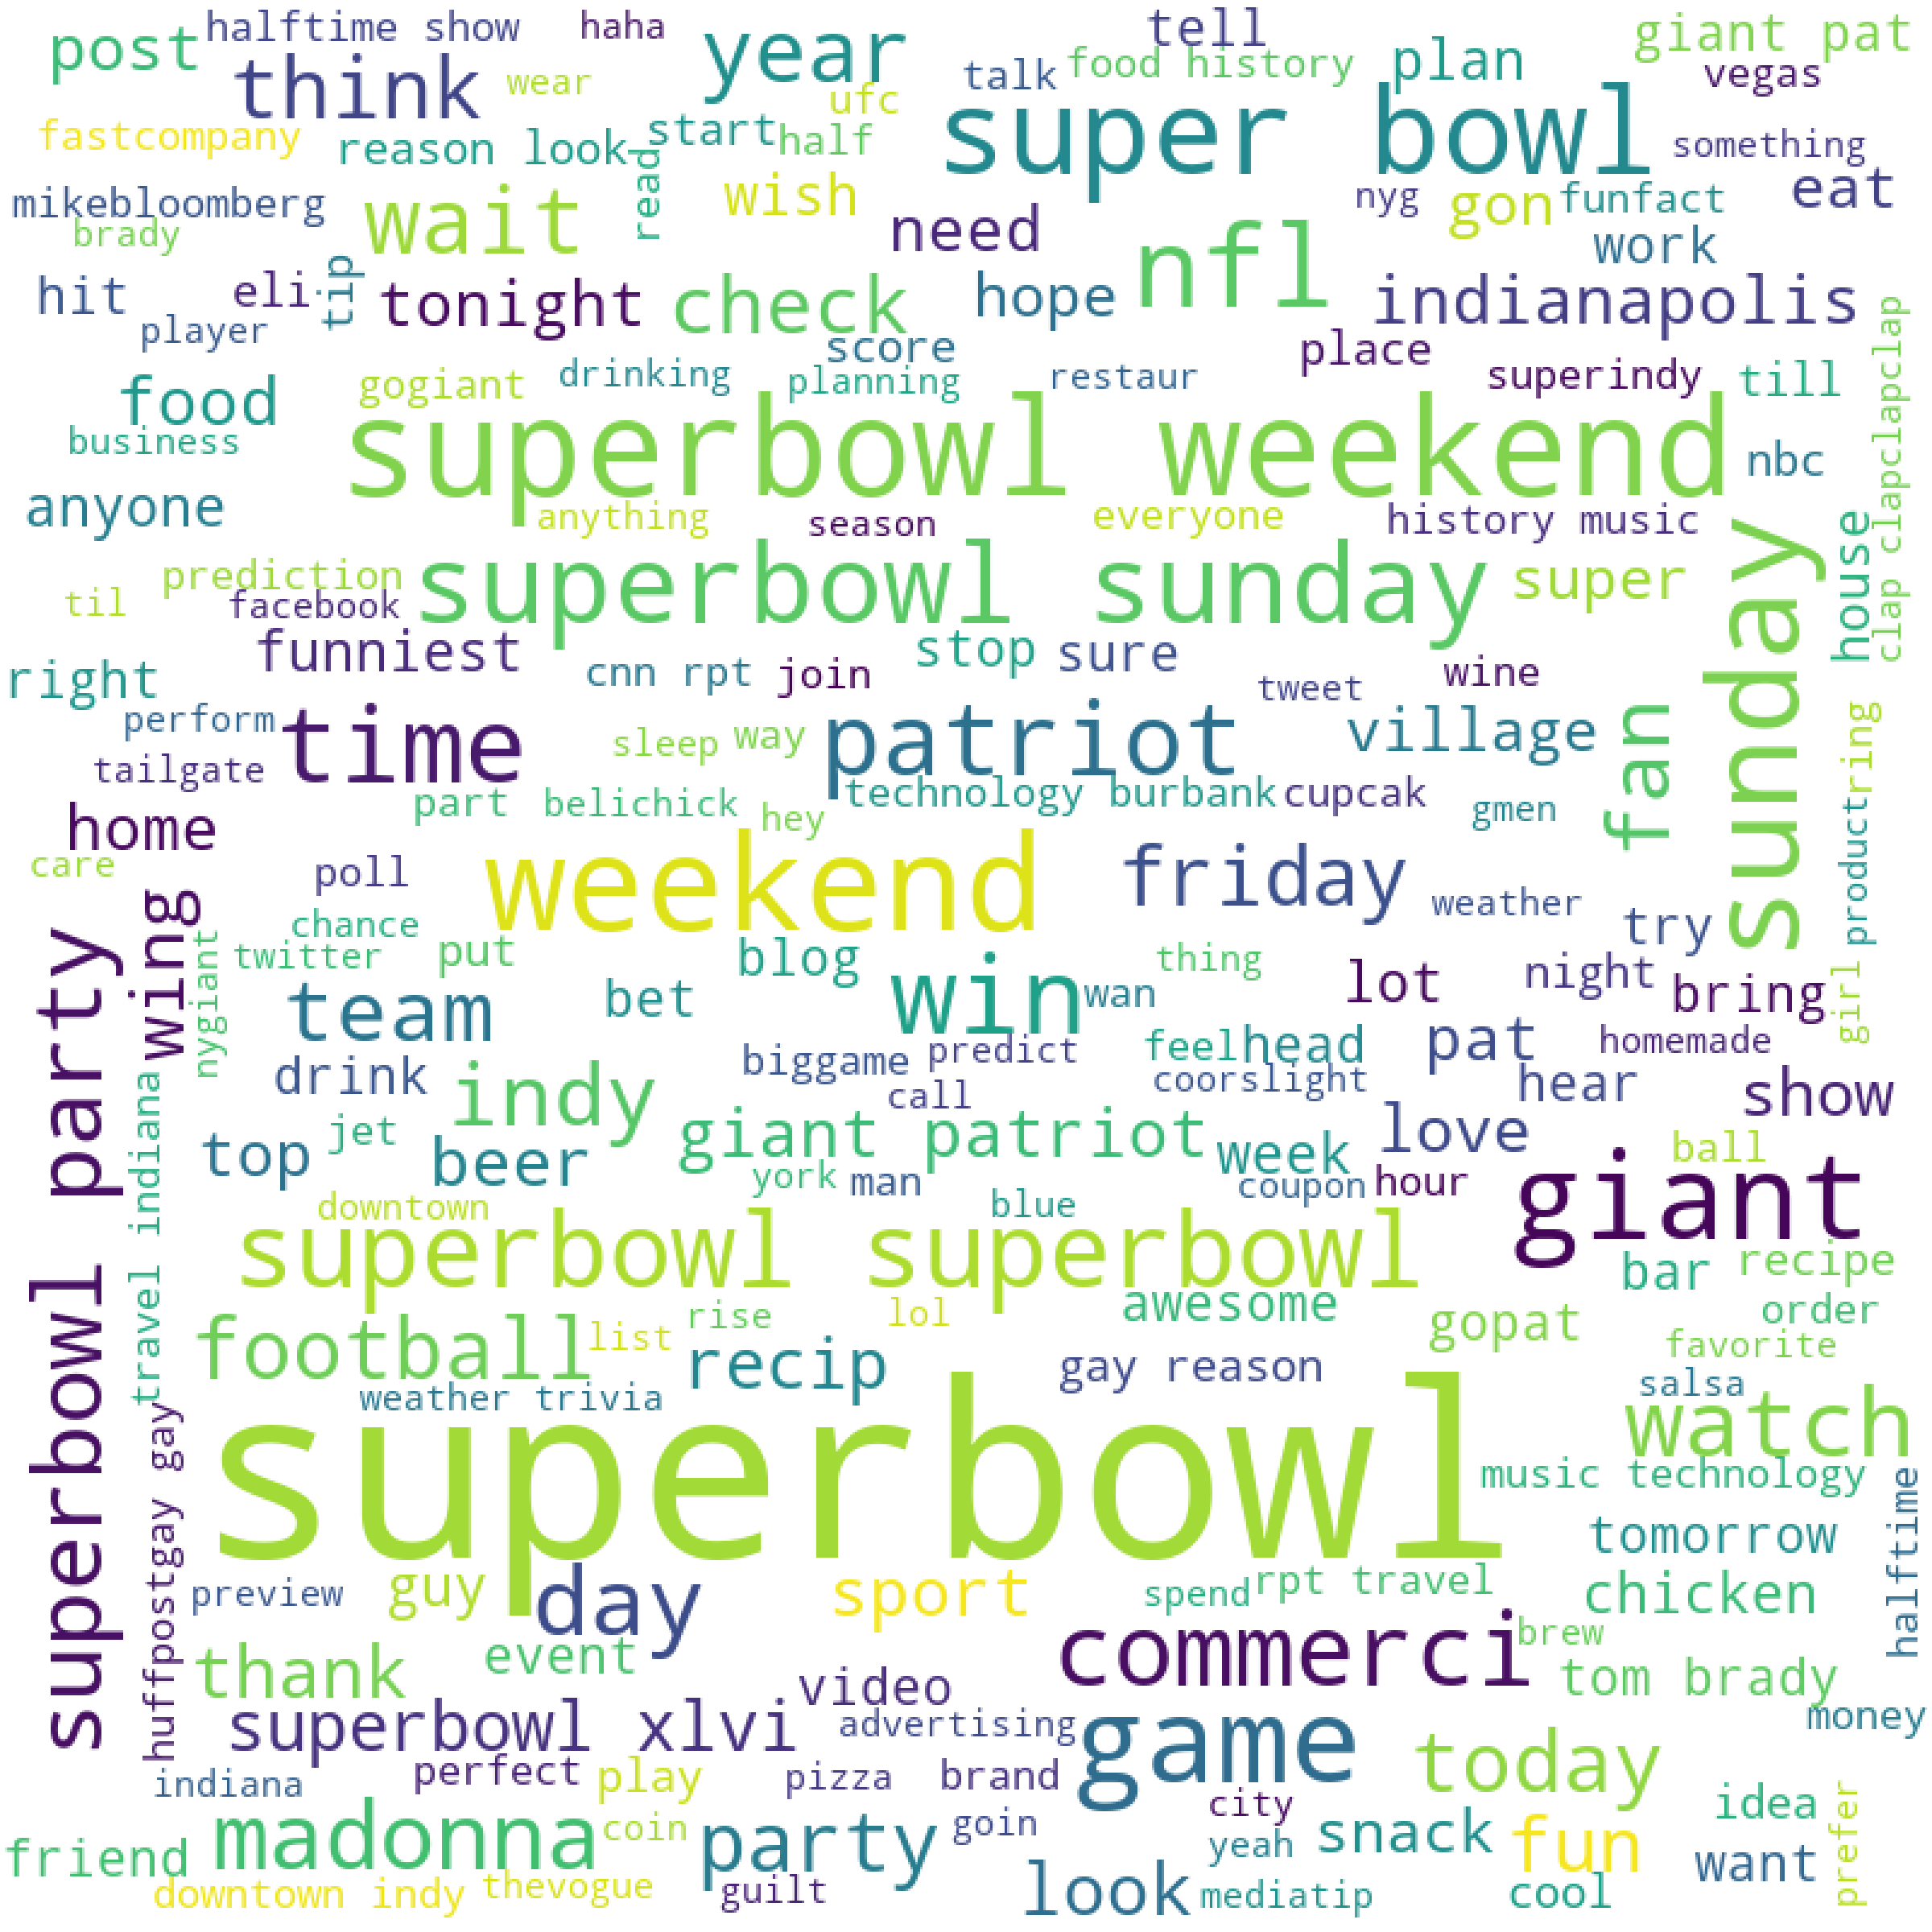 post
halftime show
haha
year
tell
giant pat
think
wear
talk
food history
plan
vegas
ufc
super bowl
fastcompany
reason look
start
half
something
read
mikebloomberg
wait
wish
need
nyg
gon
funfact
eat
brady
nfl
work
hit
eli
tip
tonight
check
hope
indianapolis
player
score
place
clap clapclapclap
food
gogiant
drinking
planning
restaur
superindy
till
business
superbowl weekend
nbc
anyone
anything
season
everyone
history music
house
sunday
prediction
superbowl sunday
super
til
facebook
funniest
stop
sure
right
cnn rpt
join
tweet
wine
perform
time
sleep
way
patriot
village
fan
ring
tailgate
part
belichick
hey
technology burbank
cupcak
gmen
product
home
care
poll
weekend
friday
weather
try
superbowl party
wing
chance
nygiant
twitter
put
blog
win
thing
lot
night
bring
girl
team
bet
wan
drink
indy
biggame
predict
feel
head
pat
homemade
call
coorslight
hear
show
travel indiana
top
jet
beer
giant patriot
week
love
ball
york
man
coupon
hour
giant
downtown
blue
superbowl superbowl
bar
recipe
football
list
rise
lol
awesome
gopat
order
recip
gay reason
favorite
weather trivia
salsa
watch
huffpostgay gay
superbowl
music technology
halftime
tomorrow
preview
guy
day
sport
spend
rpt travel
chicken
thank
event
commerci
brew
tom brady
superbowl xlvi
video
advertising
game
money
indiana
perfect
play
pizza
brand
today
friend
madonna
coin
party
goin
city
snack
fun
idea
prefer
yeah
want
downtown indy
thevogue
guilt
look
mediatip
cool